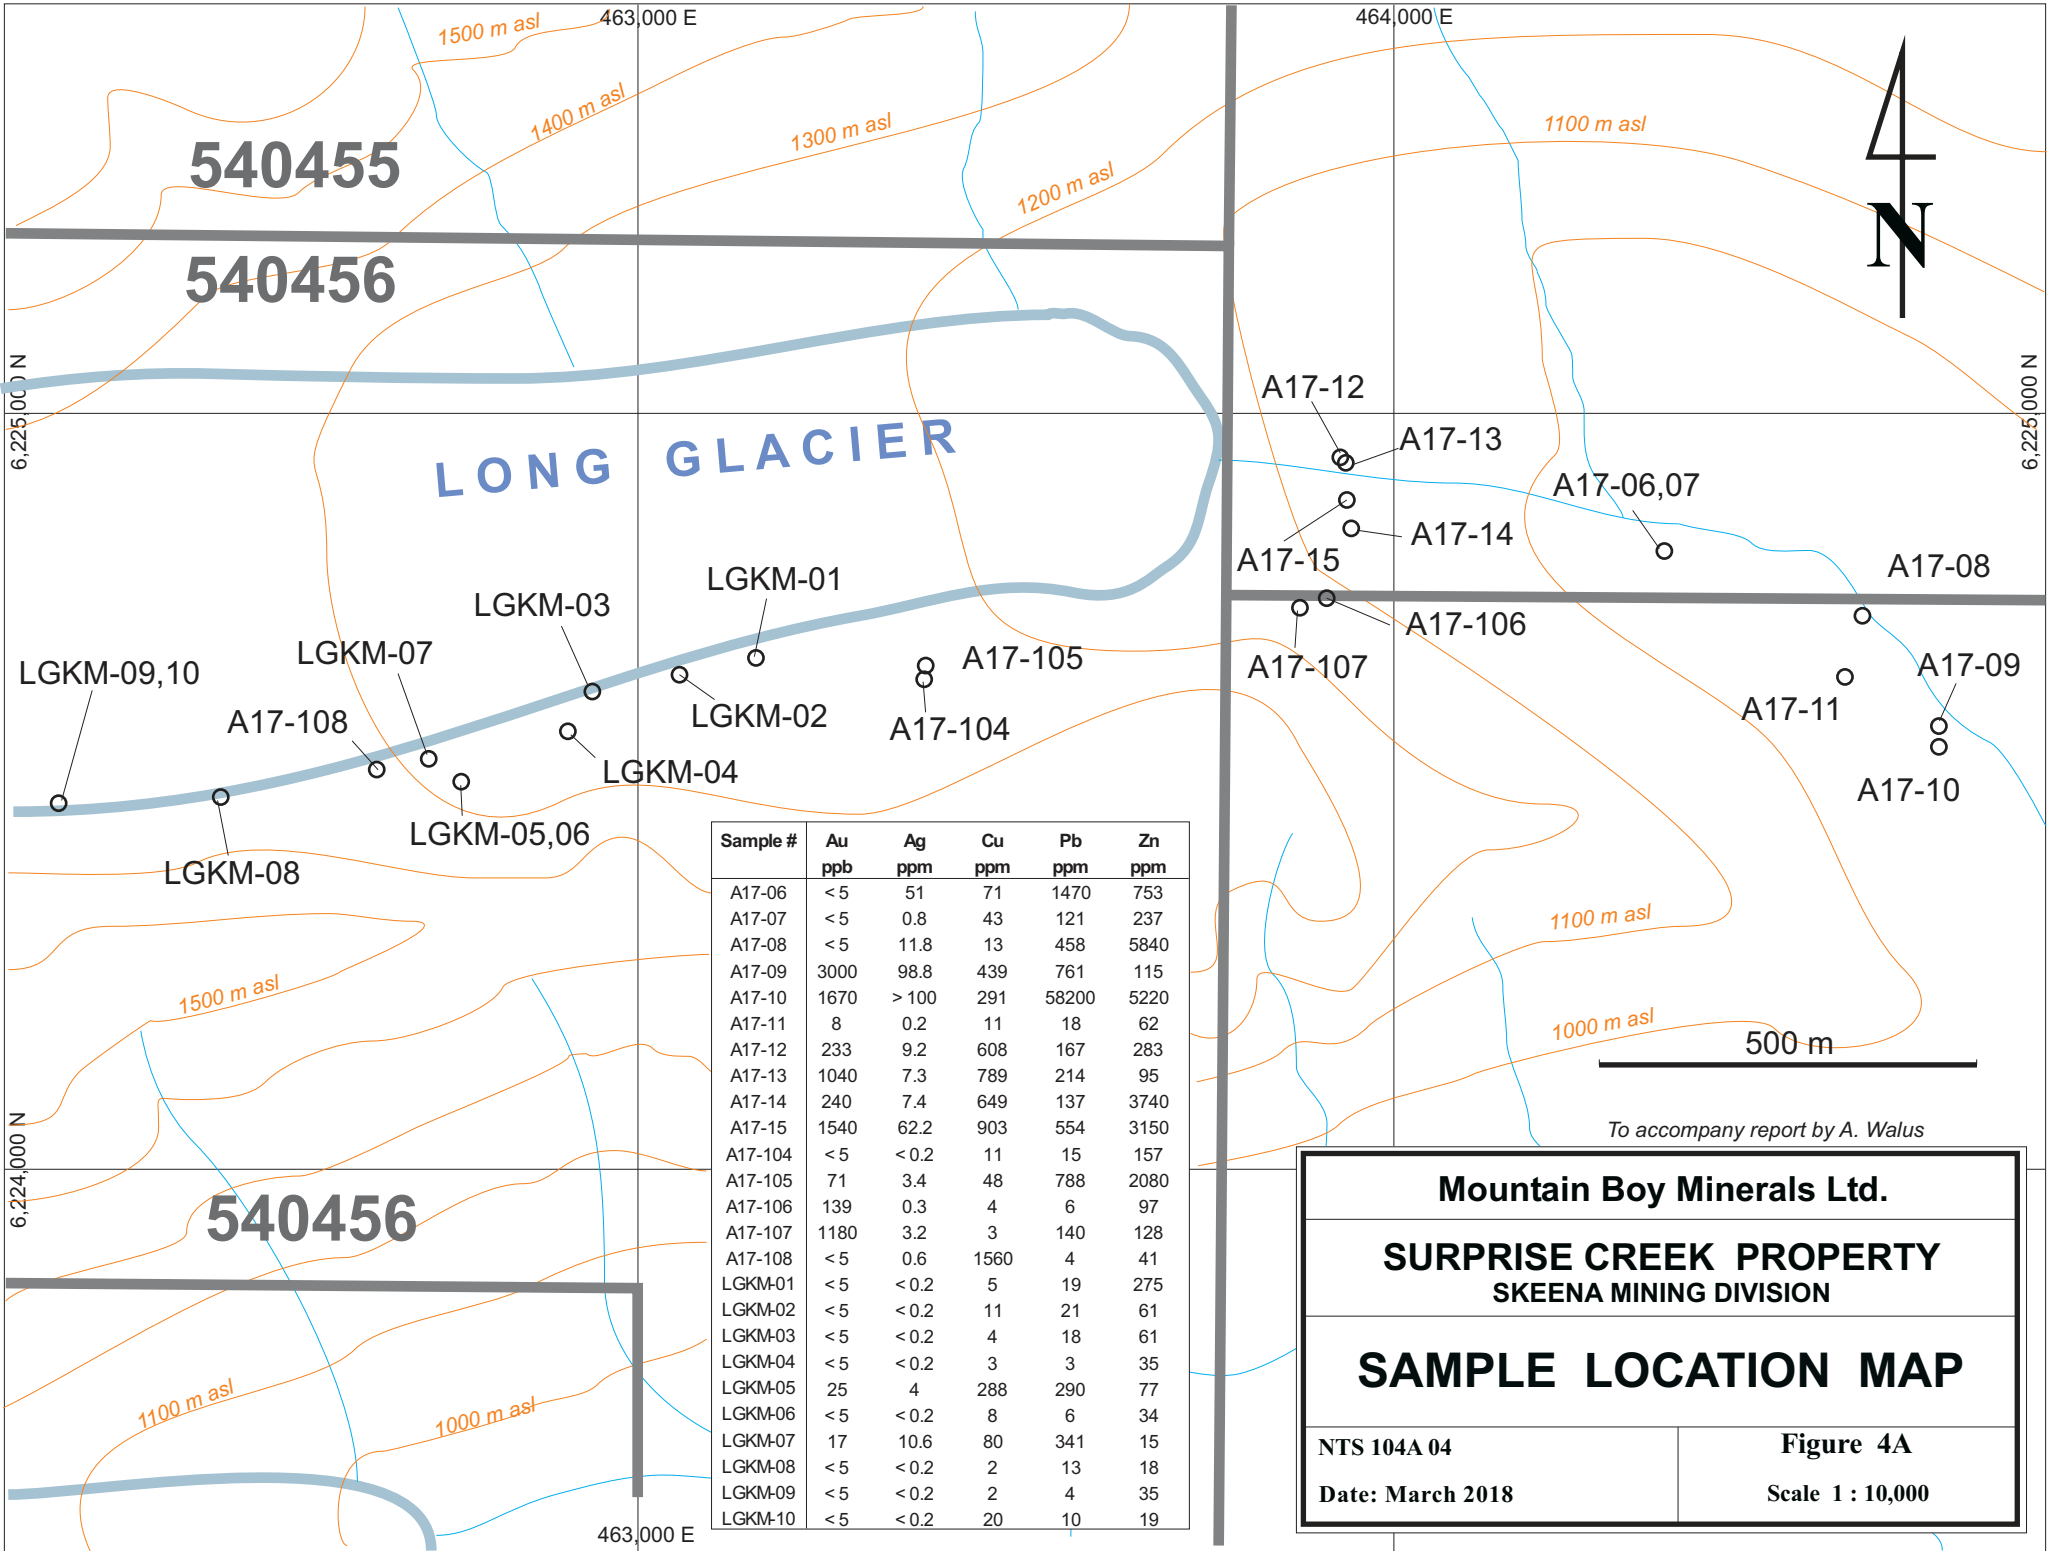 463,000 E
464,000 E
1500 m asl
1400 m asl
1300 m asl
1200 m asl
1100 m asl
540455
540456
N
6,225,000 N
6,225,000 N
LONG GLACIER
A17-12
A17-13
A17-06,07
A17-14
A17-15
A17-08
LGKM-01
LGKM-03
A17-106
LGKM-07
A17-105
A17-107
A17-09
LGKM-09,10
A17-108
LGKM-02
A17-104
A17-11
LGKM-04
A17-10
LGKM-05,06
LGKM-08
1100 m asl
1500 m asl
1000 m asl
500 m
Sample # Au Ag Cu Pb Zn
ppb ppm ppm ppm ppm
A17-06 < 5 51 71 1470 753
A17-07 < 5 0.8 43 121 237
A17-08 < 5 11.8 13 458 5840
A17-09 3000 98.8 439 761 115
A17-10 1670 > 100 291 58200 5220
A17-11 8 0.2 11 18 62
A17-12 233 9.2 608 167 283
A17-13 1040 7.3 789 214 95
A17-14 240 7.4 649 137 3740
A17-15 1540 62.2 903 554 3150
A17-104 < 5 < 0.2 11 15 157
A17-105 71 3.4 48 788 2080
A17-106 139 0.3 4 6 97
A17-107 1180 3.2 3 140 128
A17-108 < 5 0.6 1560 4 41
LGKM-01 < 5 < 0.2 5 19 275
LGKM-02 < 5 < 0.2 11 21 61
LGKM-03 < 5 < 0.2 4 18 61
LGKM-04 < 5 < 0.2 3 3 35
LGKM-05 25 4 288 290 77
LGKM-06 < 5 < 0.2 8 6 34
LGKM-07 17 10.6 80 341 15
LGKM-08 < 5 < 0.2 2 13 18
LGKM-09 < 5 < 0.2 2 4 35
LGKM-10 < 5 < 0.2 20 10 19
6,224,000 N
540456
1100 m asl
1000 m asl
463,000 E
To accompany report by A. Walus
Mountain Boy Minerals Ltd.
SURPRISE CREEK PROPERTY
SKEENA MINING DIVISION
SAMPLE LOCATION MAP
NTS 104A 04
Figure 4A
Date: March 2018
Scale 1 : 10,000